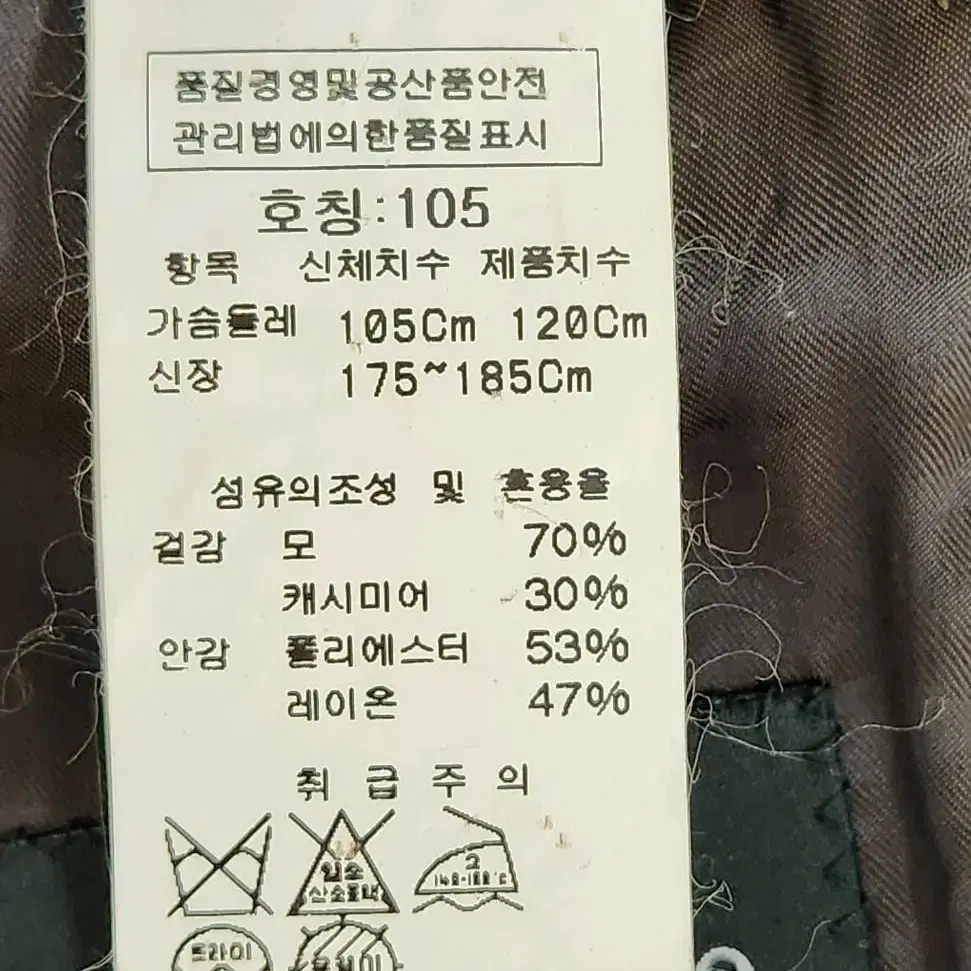 품질경영및공산품안전
관리법에의한품질표시
호칭:105
항목 신체치수 제품치수
가슴둘레 105Cm 120Cm
신장 175~185Cm
섬유의조성 및 혼용율
겉감 모 70%
캐시미어 30%
안감 폴리에스터 53%
레이온 47%
취 급 주 의
염소
산소표백
2
140-160℃
드라이